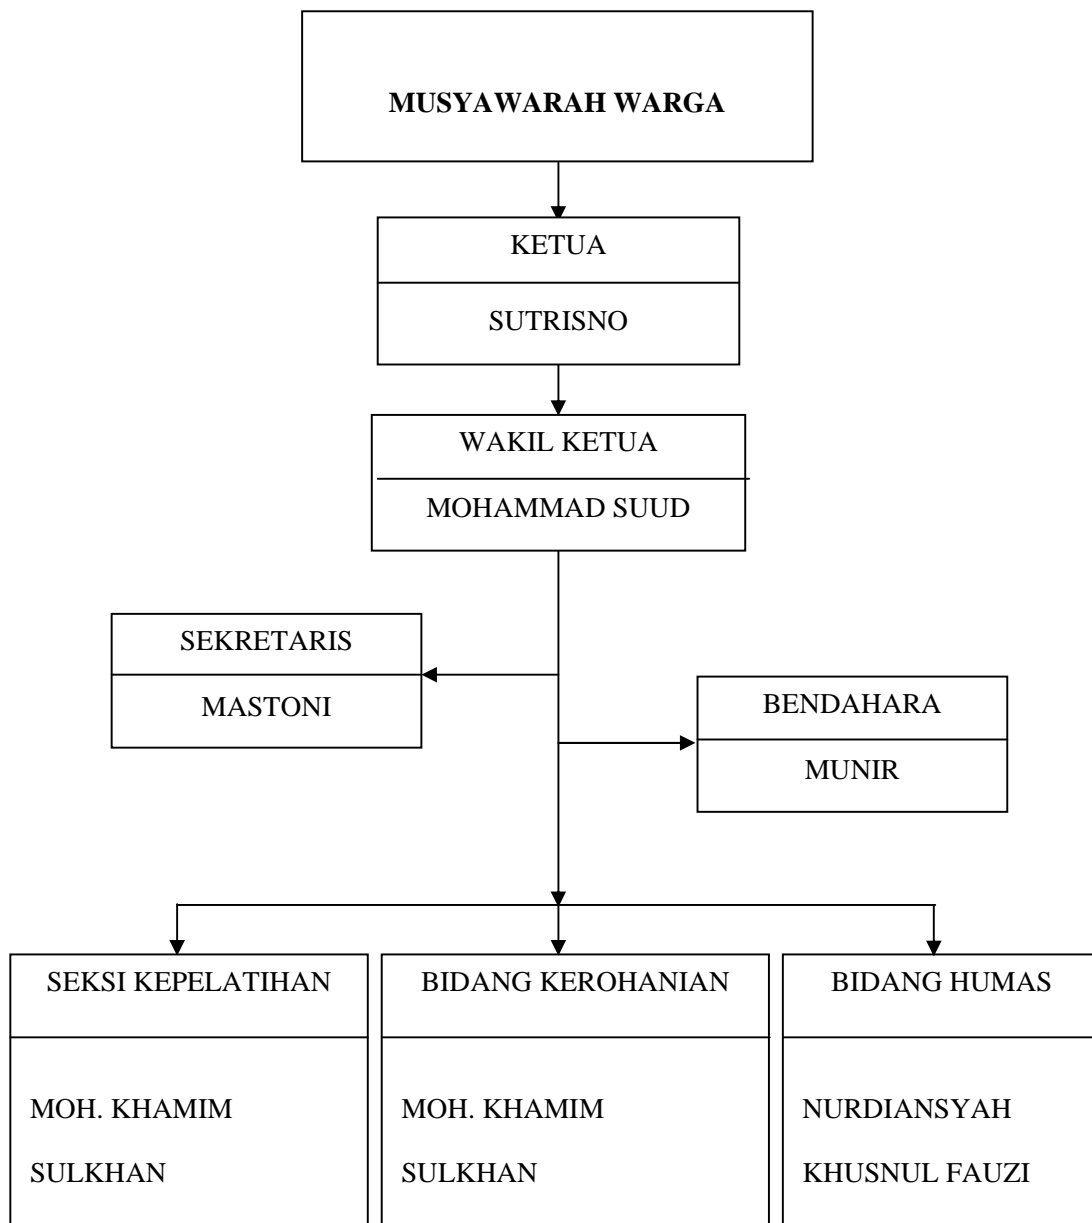 MUSYAWARAH WARGA
KETUA
SUTRISNO
WAKIL KETUA
MOHAMMAD SUUD
SEKRETARIS
MASTONI
BENDAHARA
MUNIR
SEKSI KEPELATIHAN
MOH. KHAMIM
SULKHAN
BIDANG KEROHANIAN
MOH. KHAMIM
SULKHAN
BIDANG HUMAS
NURDIANSYAH
KHUSNUL FAUZI